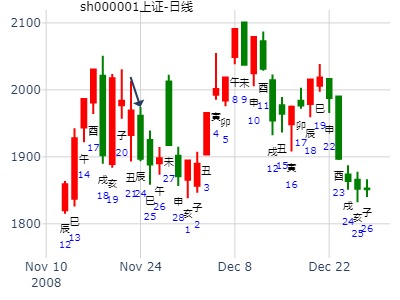 sh000001上证-日线
2100
2000
1900
1800
辰
12
巳
13
午
14
酉
17
戌
18
亥
19
子
20
丑
21
辰
24
巳
25
午
26
未
27
申
28
亥
1
子
2
丑
3
寅
4
卯
5
午
8
未
9
申
10
酉
11
戌
12
丑
15
寅
16
卯
17
辰
18
巳
19
申
22
酉
23
戌
24
亥
25
子
26
Nov 10
2008
Nov 24
Dec 8
Dec 22